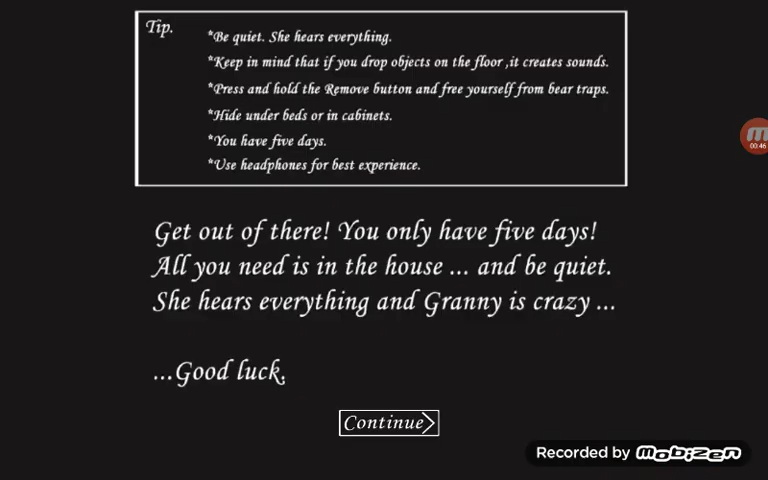 Tip.
*Be quiet. She hears everything.
*Keep in mind that if you drop objects on the floor ,it creates sounds.
*Press and hold the Remove button and free yourself from bear traps.
*Hide under beds or in cabinets.
*You have five days.
*Use headphones for best experience.
00:46
Get out of there! You only have five days!
All you need is in the house ... and be quiet.
She hears everything and Granny is crazy ...
...Good luck.
Continue
Recorded by mobizen